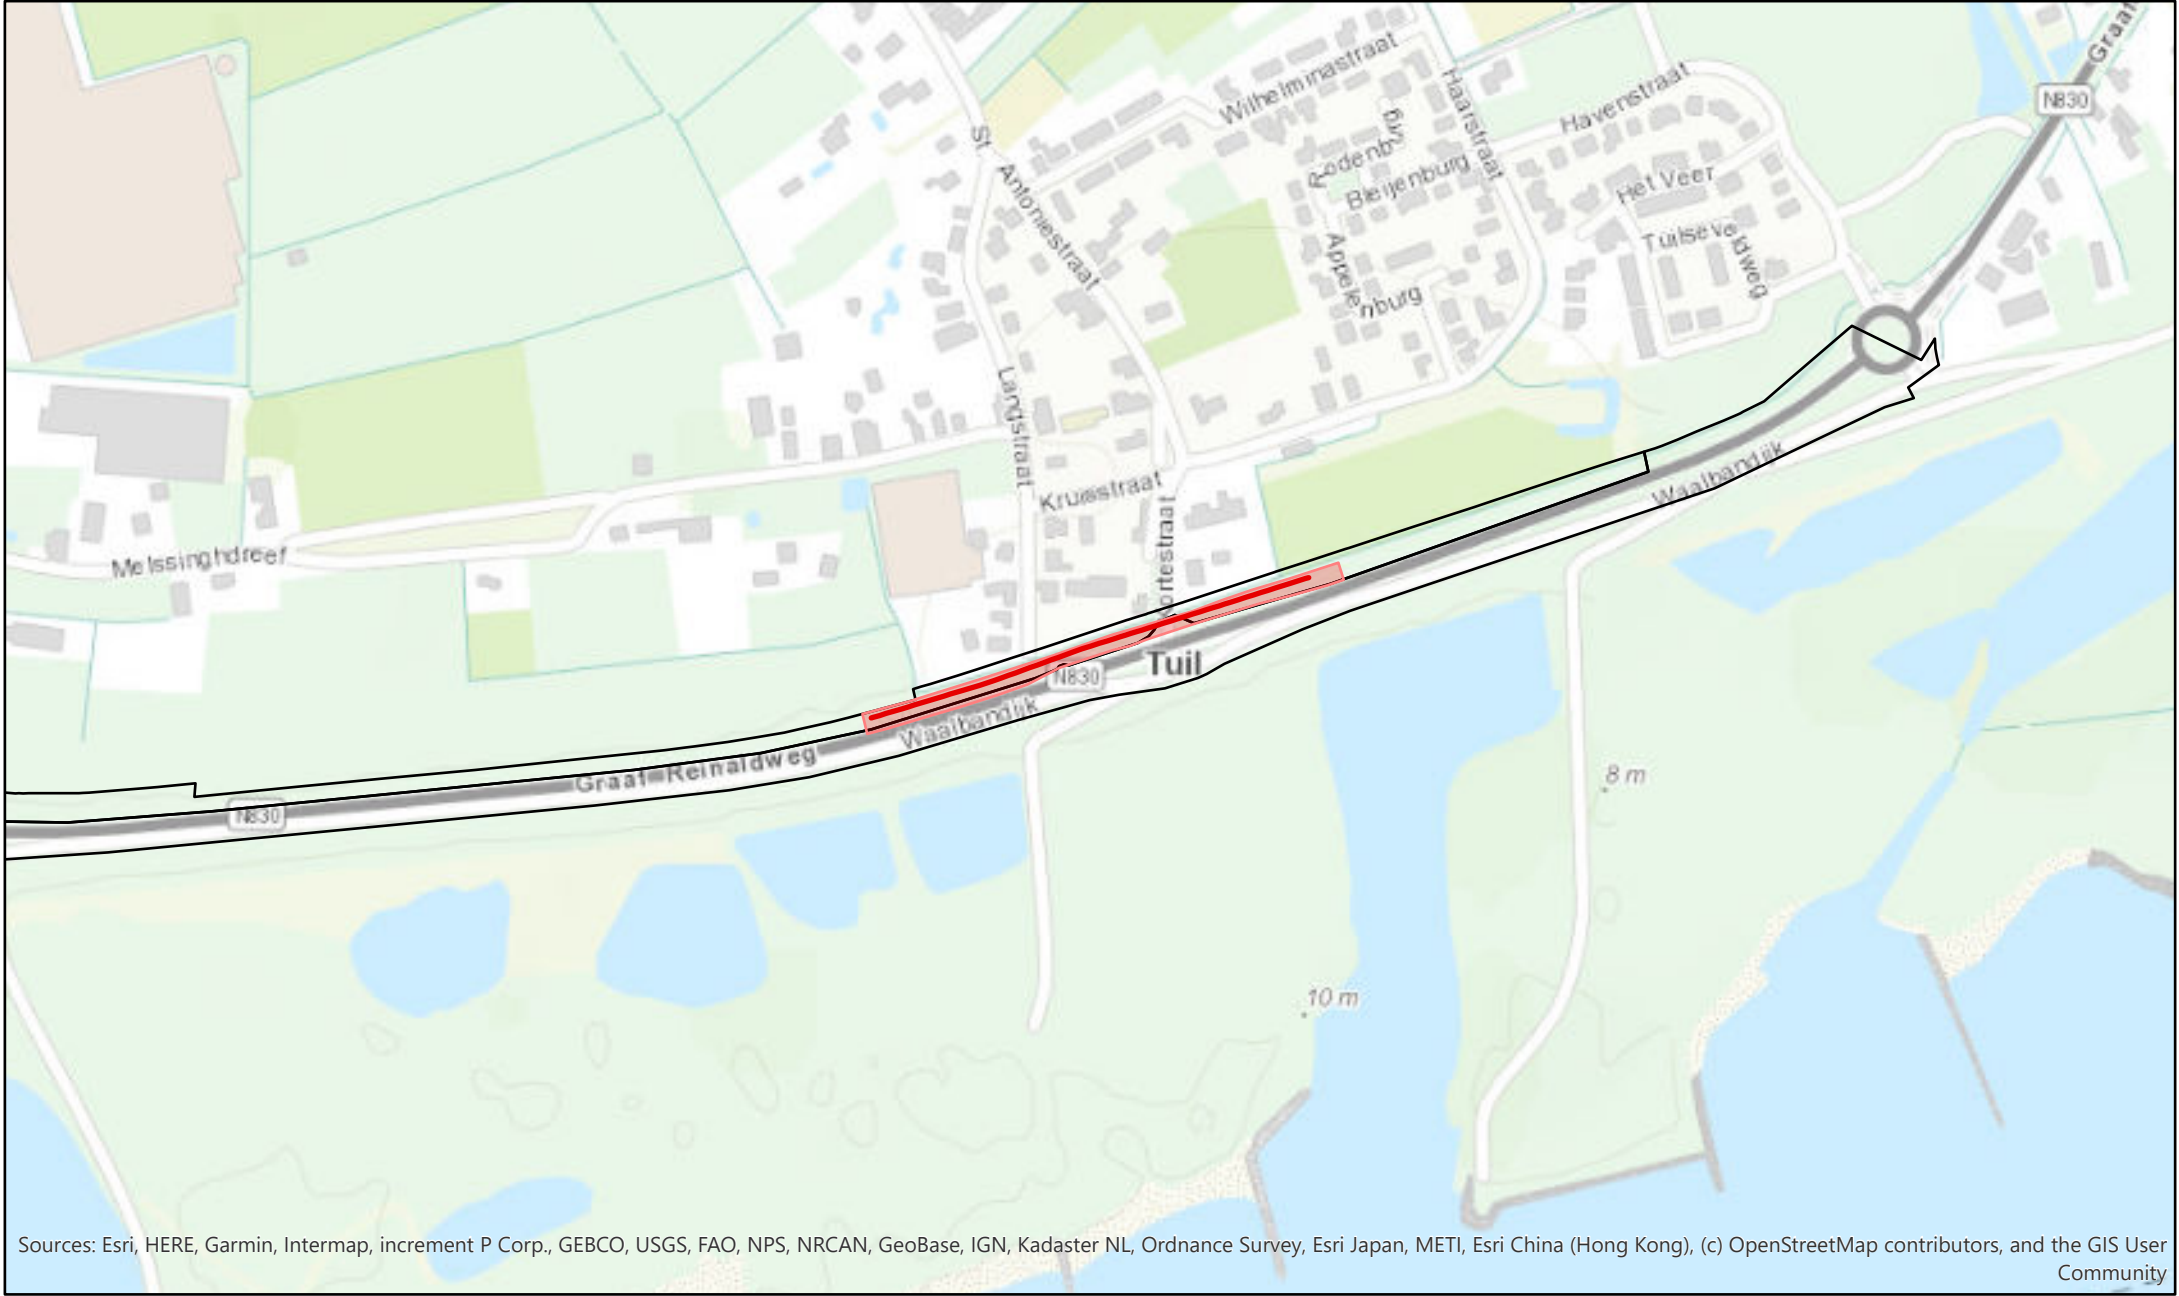 Graaf
N830
Wilhelminastraat
Haarstraat
Havenstraat
St Antoniestraat
Rodenburg
Bleijenburg
Het Veer
Tuilseveldweg
Appelenburg
Langstraat
Kruisstraat
Kortestraat
Waalbandijk
Melssinghdreef
Tuil
N830
Waalbandijk
Graaf Reinaldweg
N830
8 m
10 m
Sources: Esri, HERE, Garmin, Intermap, increment P Corp., GEBCO, USGS, FAO, NPS, NRCAN, GeoBase, IGN, Kadaster NL, Ordnance Survey, Esri Japan, METI, Esri China (Hong Kong), (c) OpenStreetMap contributors, and the GIS User
Community